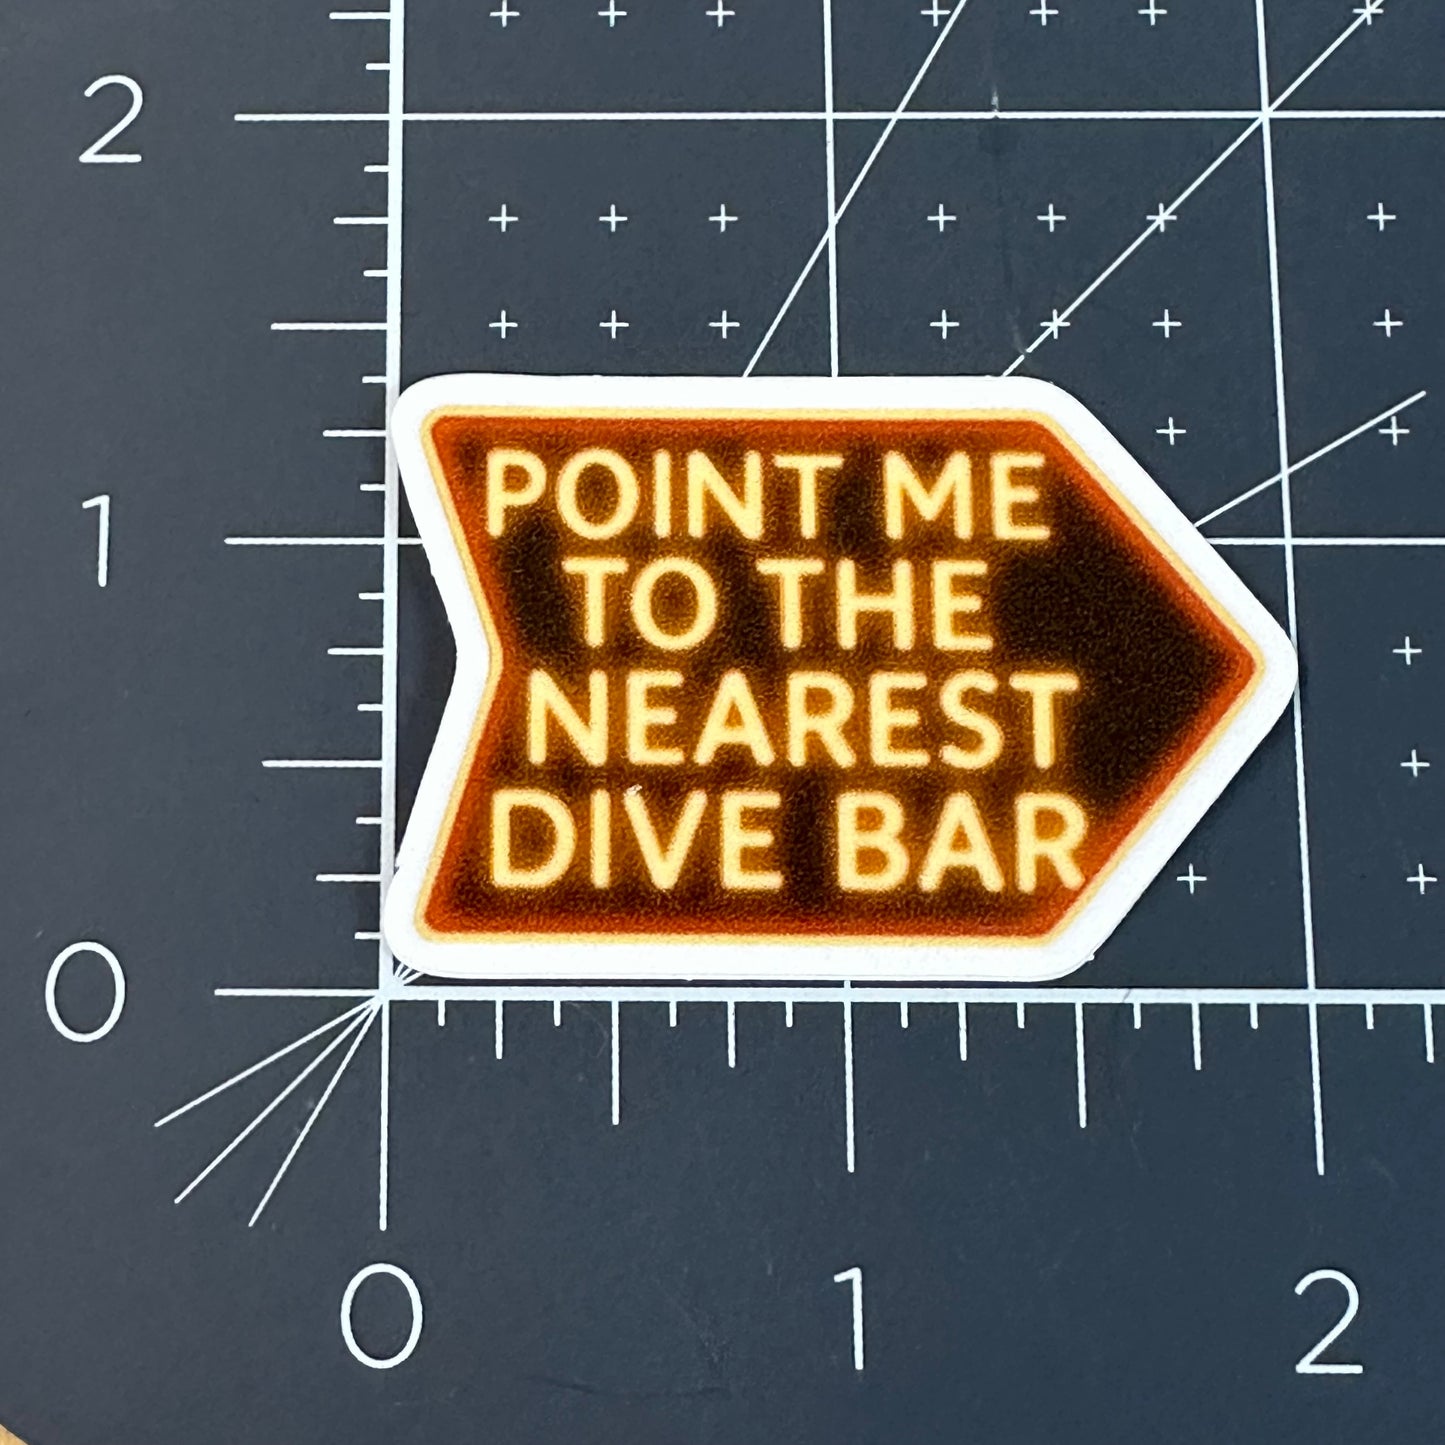 2
1
POINT ME
TO THE
NEAREST
DIVE BAR
0
0 1 2